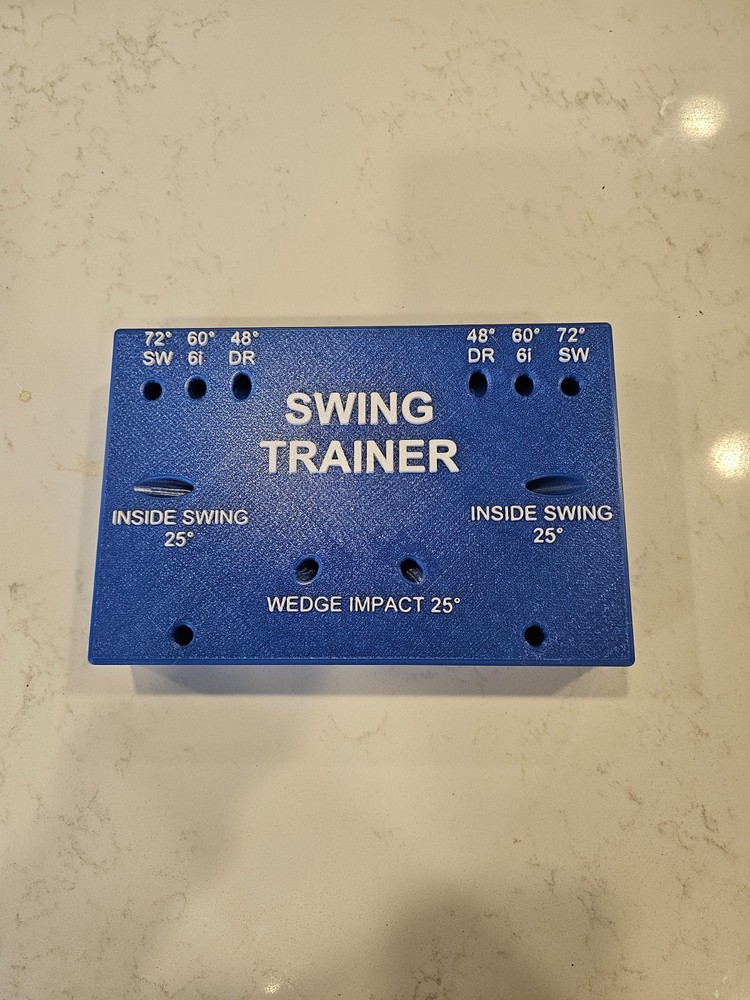 72° 60° 48° 48° 60° 72°
SW 6i DR DR 6i SW
SWING
TRAINER
INSIDE SWING
25°
INSIDE SWING
25°
WEDGE IMPACT 25°